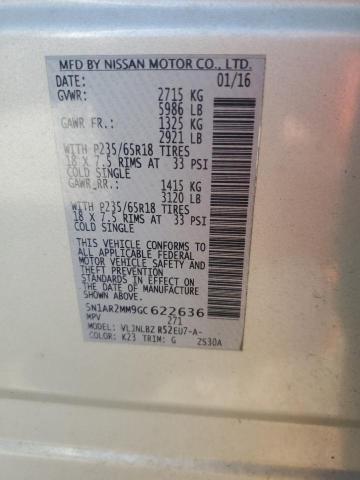 MFD BY NISSAN MOTOR CO., LTD.
DATE: 01/16
GVWR: 2715 KG
5986 LB
GAWR FR.: 1325 KG
2921 LB
WITH P235/65R18 TIRES
18 X 7.5 RIMS AT 33 PSI
COLD SINGLE
GAWR RR.: 1415 KG
3120 LB
WITH P235/65R18 TIRES
18 X 7.5 RIMS AT 33 PSI
COLD SINGLE
THIS VEHICLE CONFORMS TO
ALL APPLICABLE FEDERAL
MOTOR VEHICLE SAFETY AND
THEFT PREVENTION
STANDARDS IN EFFECT ON
THE DATE OF MANUFACTURE
SHOWN ABOVE.
5N1AR2MM9GC622636
MPV 271
MODEL: VLJNLBZ R52EU7-A-
COLOR: K23 TRIM: G 2S30A